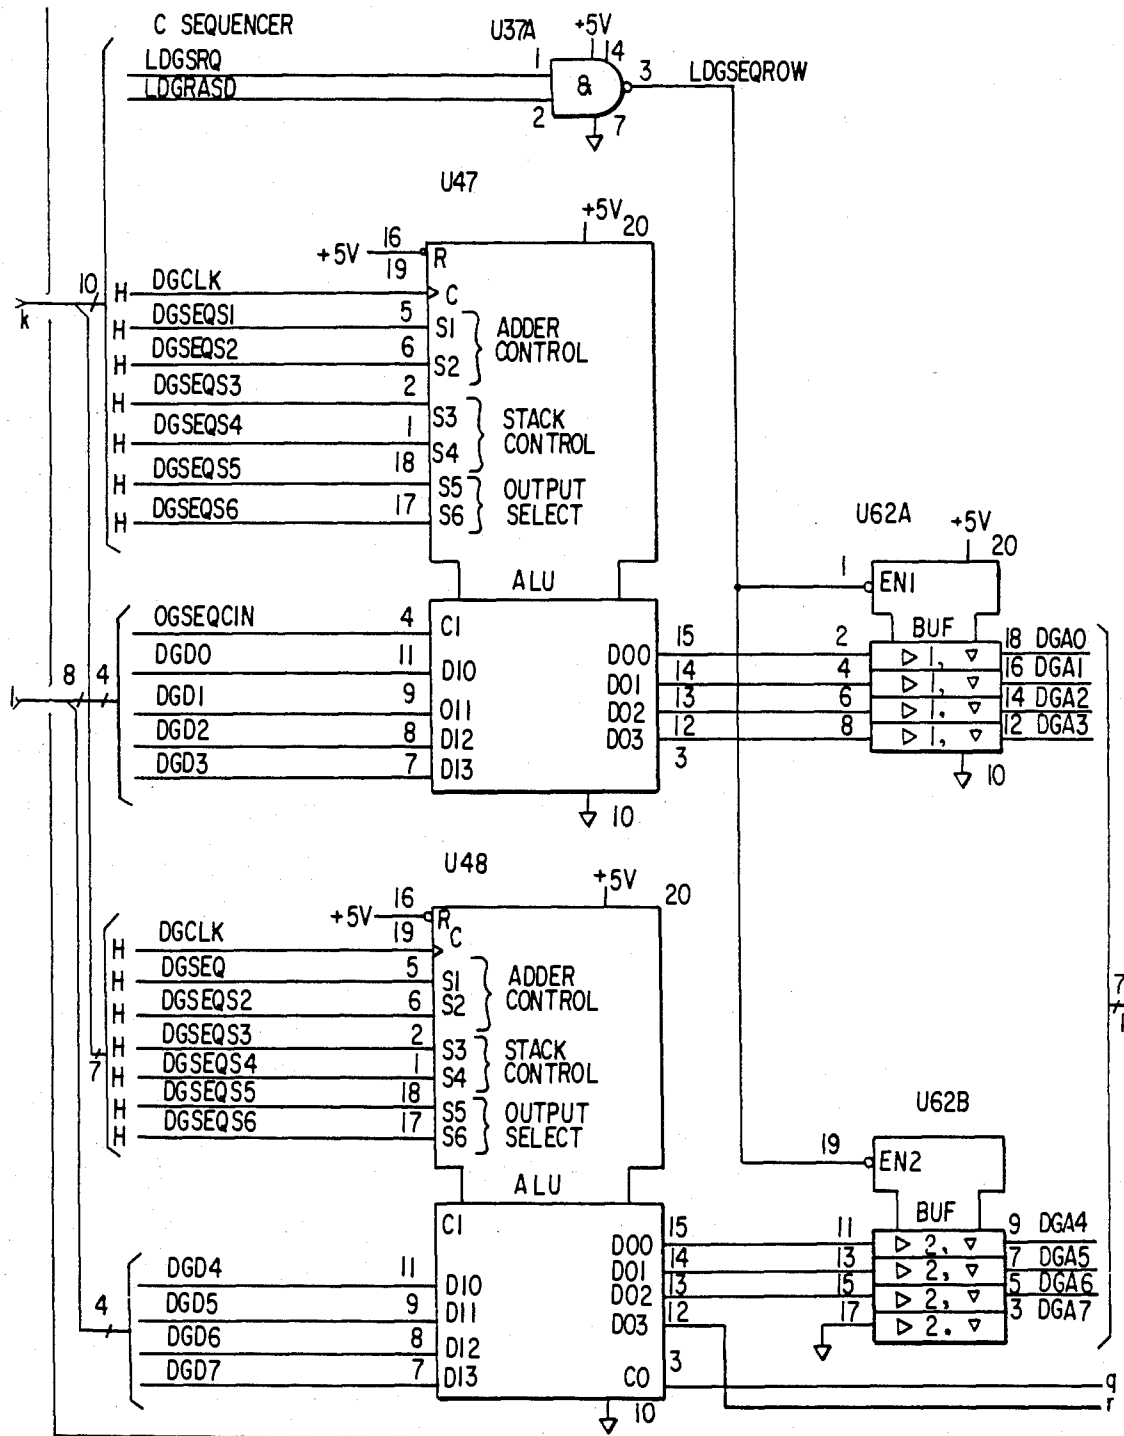 C SEQUENCER
U37A
+5V
LDGSRQ
1
14
&
3
LDGSEQROW
LDGRASD
2
7
U47
+5V 20
+5V 16
R
19
10
H DGCLK
C
k
H DGSEQS1 5 S1
ADDER
CONTROL
H DGSEQS2 6 S2
H DGSEQS3 2 S3
STACK
CONTROL
H DGSEQS4 1 S4
H DGSEQS5 18 S5
OUTPUT
SELECT
H DGSEQS6 17 S6
ALU
U62A
+5V
20
1
EN1
BUF
OGSEQCIN 4 CI
DGD0 11 DI0
DGD1 9 OI1
DGD2 8 DI2
DGD3 7 DI3
8
4
l
DO0 15 2 1, 18 DGA0
DO1 14 4 1, 16 DGA1
DO2 13 6 1. 14 DGA2
DO3 12 8 1, 12 DGA3
3
10
10
U48
+5V
20
+5V 16
R
H DGCLK 19 C
H DGSEQ 5 S1
ADDER
CONTROL
H DGSEQS2 6 S2
H DGSEQS3 2 S3
STACK
CONTROL
H DGSEQS4 1 S4
7
H DGSEQS5 18 S5
OUTPUT
SELECT
H DGSEQS6 17 S6
7
U62B
19
EN2
ALU
BUF
CI
DGD4 11 DI0
DGD5 9 DI1
DGD6 8 DI2
DGD7 7 DI3
4
DO0 15 11 2, 9 DGA4
DO1 14 13 2, 7 DGA5
DO2 13 15 2, 5 DGA6
DO3 12 17 2. 3 DGA7
CO 3
q
r
10